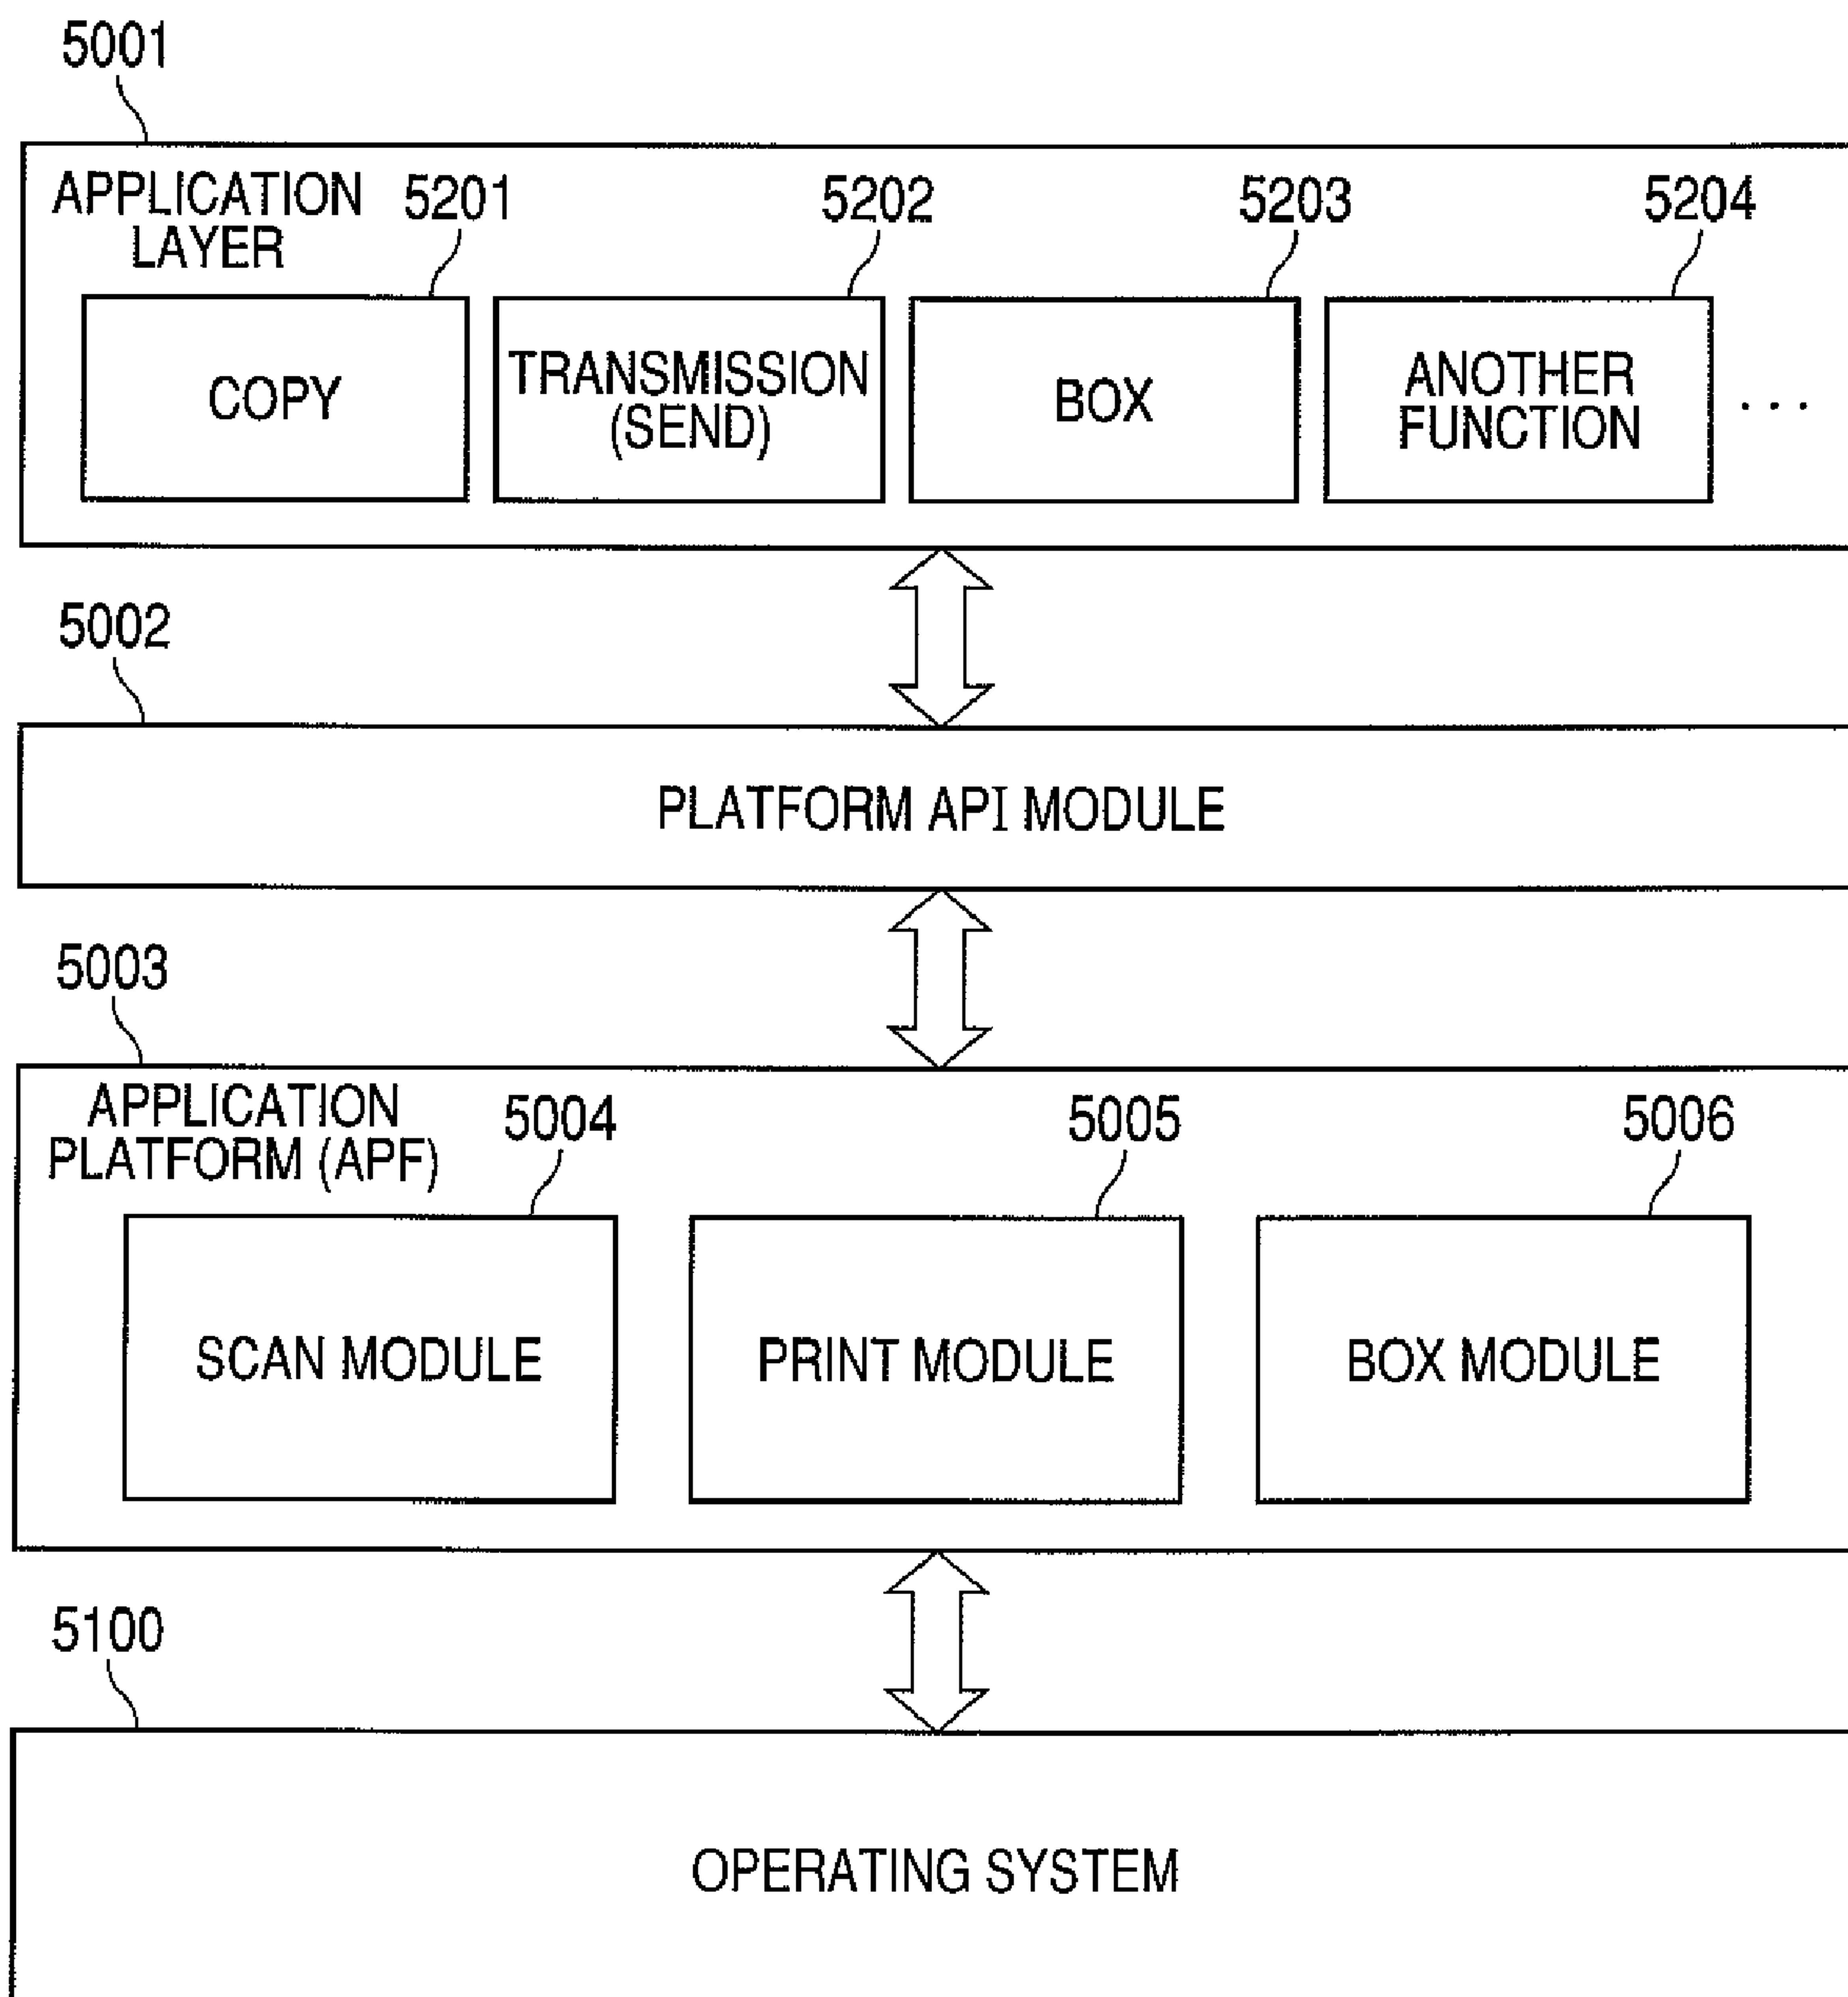 5001
APPLICATION
LAYER
5201
5202
5203
5204
COPY
TRANSMISSION
(SEND)
BOX
ANOTHER
FUNCTION
...
5002
PLATFORM API MODULE
5003
APPLICATION
PLATFORM (APF)
5004
5005
5006
SCAN MODULE
PRINT MODULE
BOX MODULE
5100
OPERATING SYSTEM